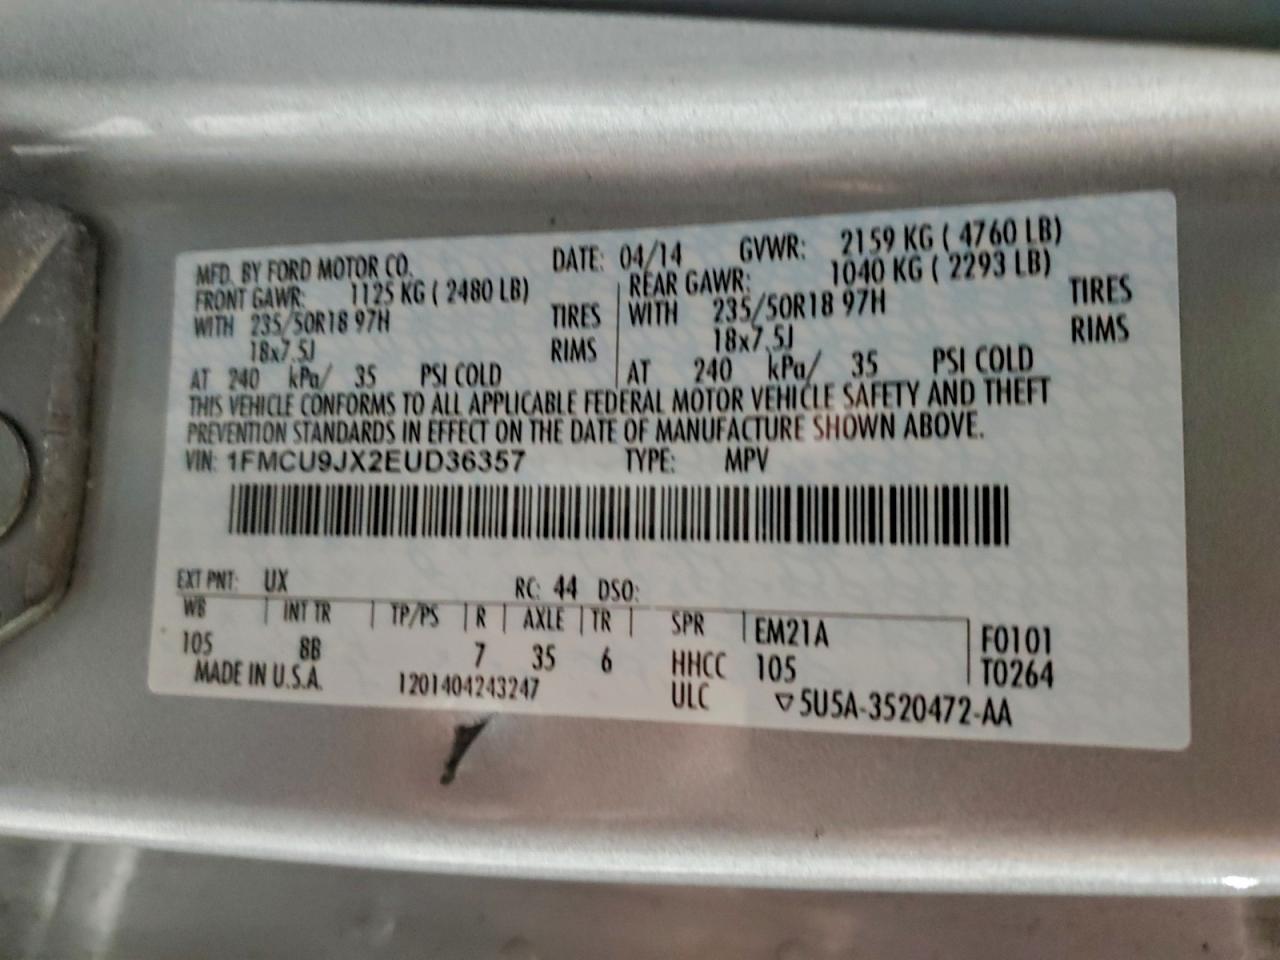 MFD. BY FORD MOTOR CO. DATE: 04/14 GVWR: 2159 KG ( 4760 LB)
FRONT GAWR: 1125 KG ( 2480 LB) REAR GAWR: 1040 KG ( 2293 LB)
WITH 235/50R18 97H TIRES WITH 235/50R18 97H TIRES
18x7.5J RIMS 18x7.5J RIMS
AT 240 kPa/ 35 PSI COLD AT 240 kPa/ 35 PSI COLD
THIS VEHICLE CONFORMS TO ALL APPLICABLE FEDERAL MOTOR VEHICLE SAFETY AND THEFT
PREVENTION STANDARDS IN EFFECT ON THE DATE OF MANUFACTURE SHOWN ABOVE.
VIN: 1FMCU9JX2EUD36357 TYPE: MPV
EXT PNT: UX RC: 44 DSO:
WB INT TR TP/PS R AXLE TR SPR EM21A F0101
105 8B 7 35 6 HHCC 105 T0264
MADE IN U.S.A. 1201404243247 ULC ▽5U5A-3520472-AA